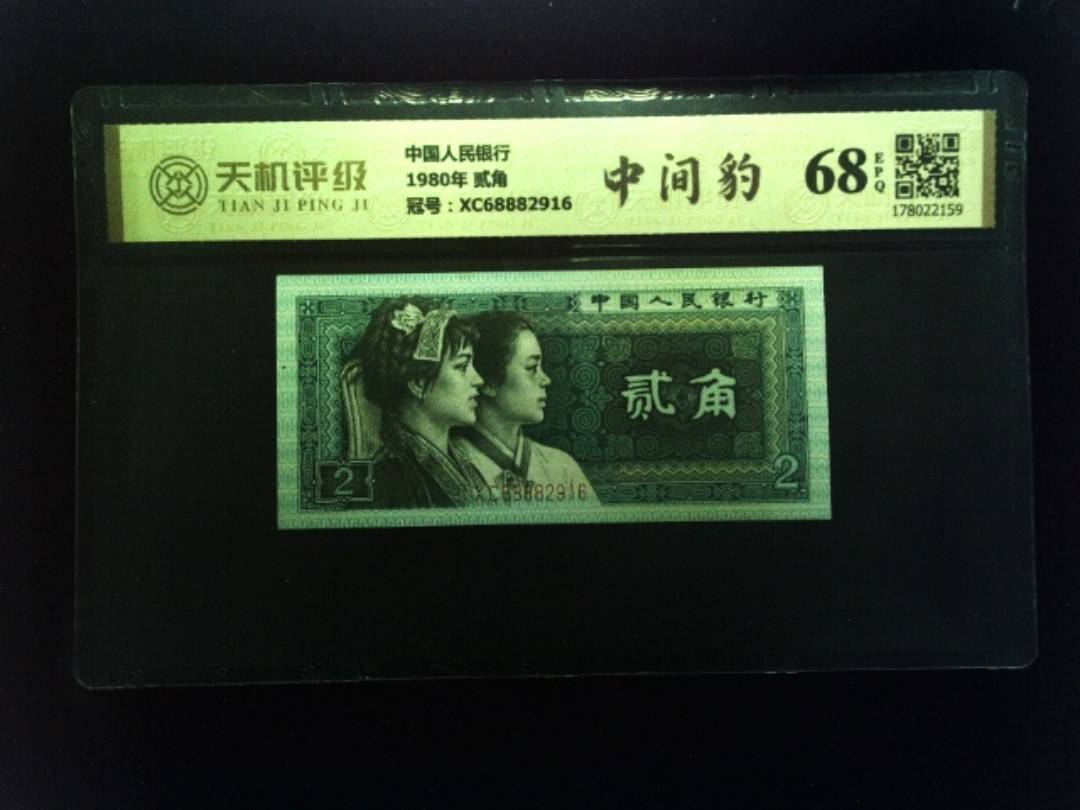 天机评级
TIAN JI PING JI
中国人民银行
1980年 贰角
冠号：XC68882916
中间豹
68
EPQ
178022159
中国人民银行
贰角
2
2
XC68882916